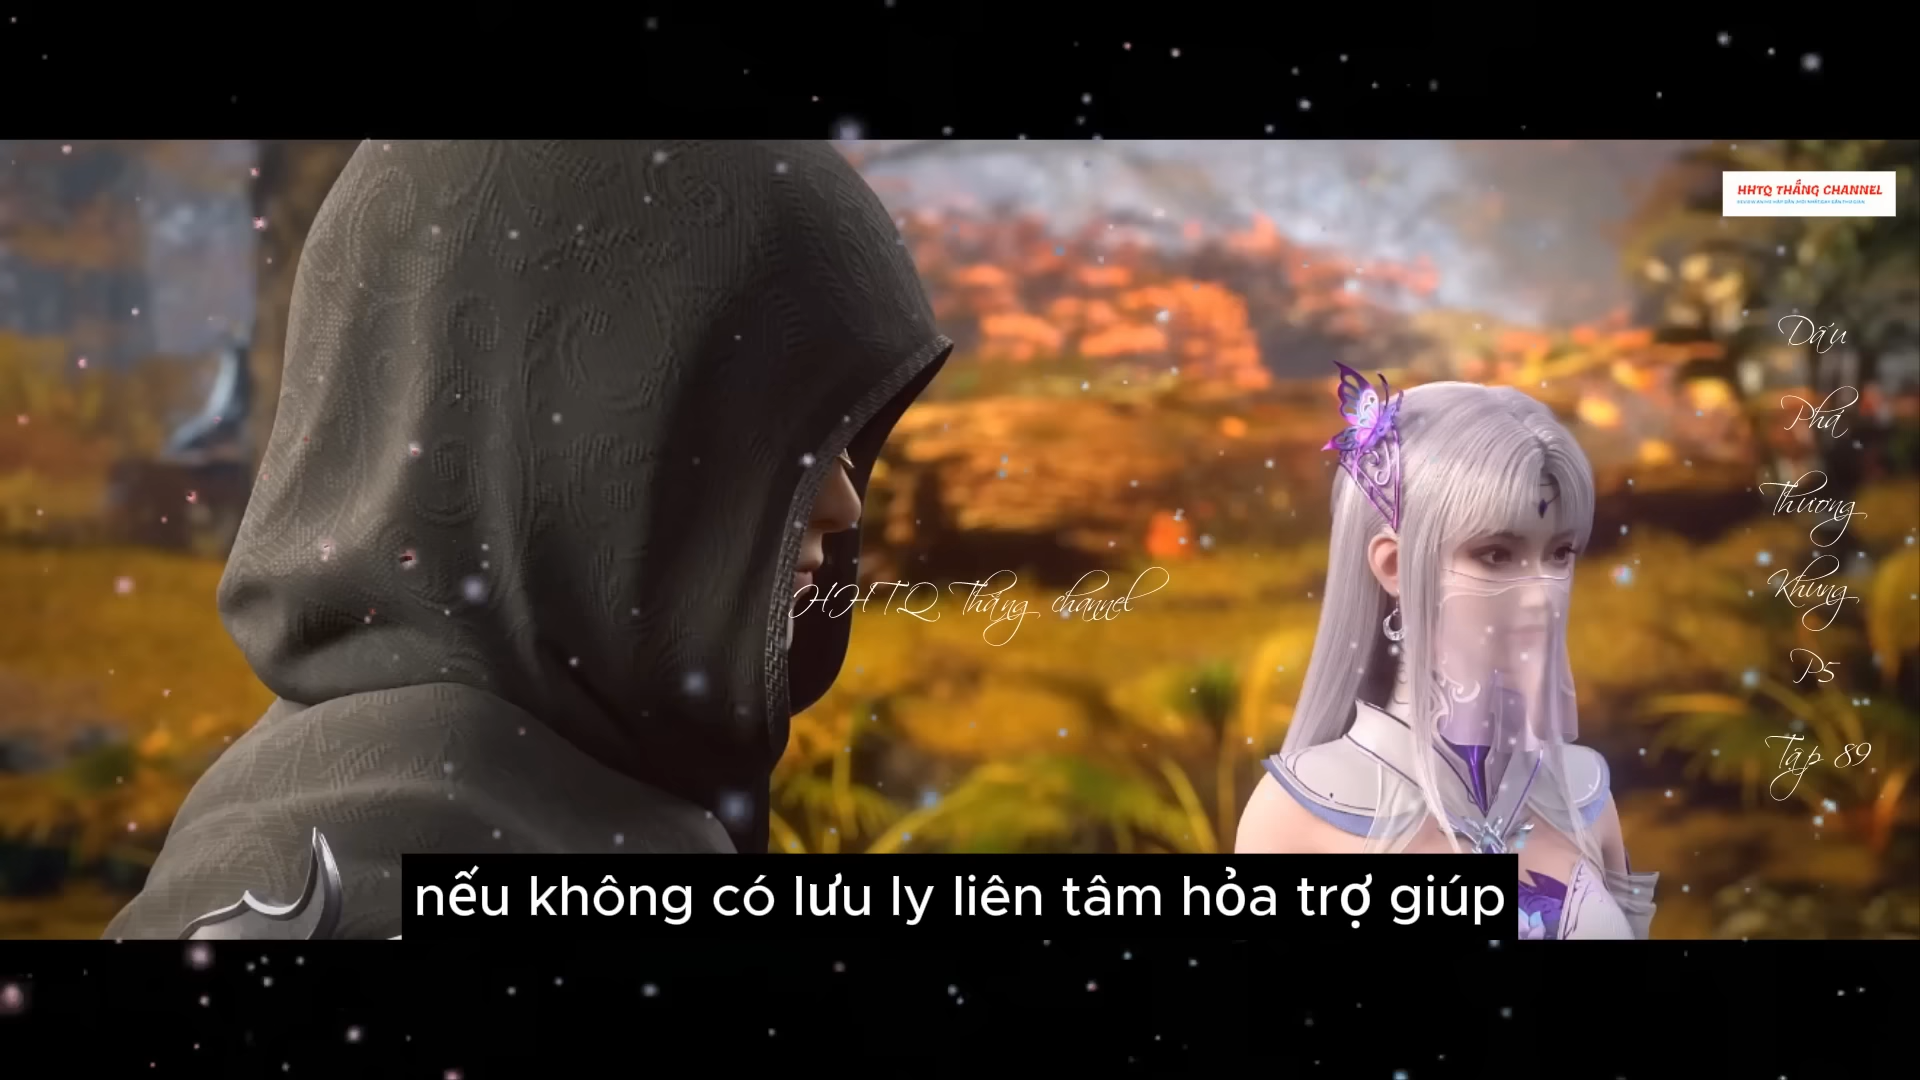 HHTQ THẮNG CHANNEL
Dấu
Phá
Thương
Khung
P5
Tập 89
HHTQ Thắng channel
nếu không có lưu ly liên tâm hỏa trợ giúp